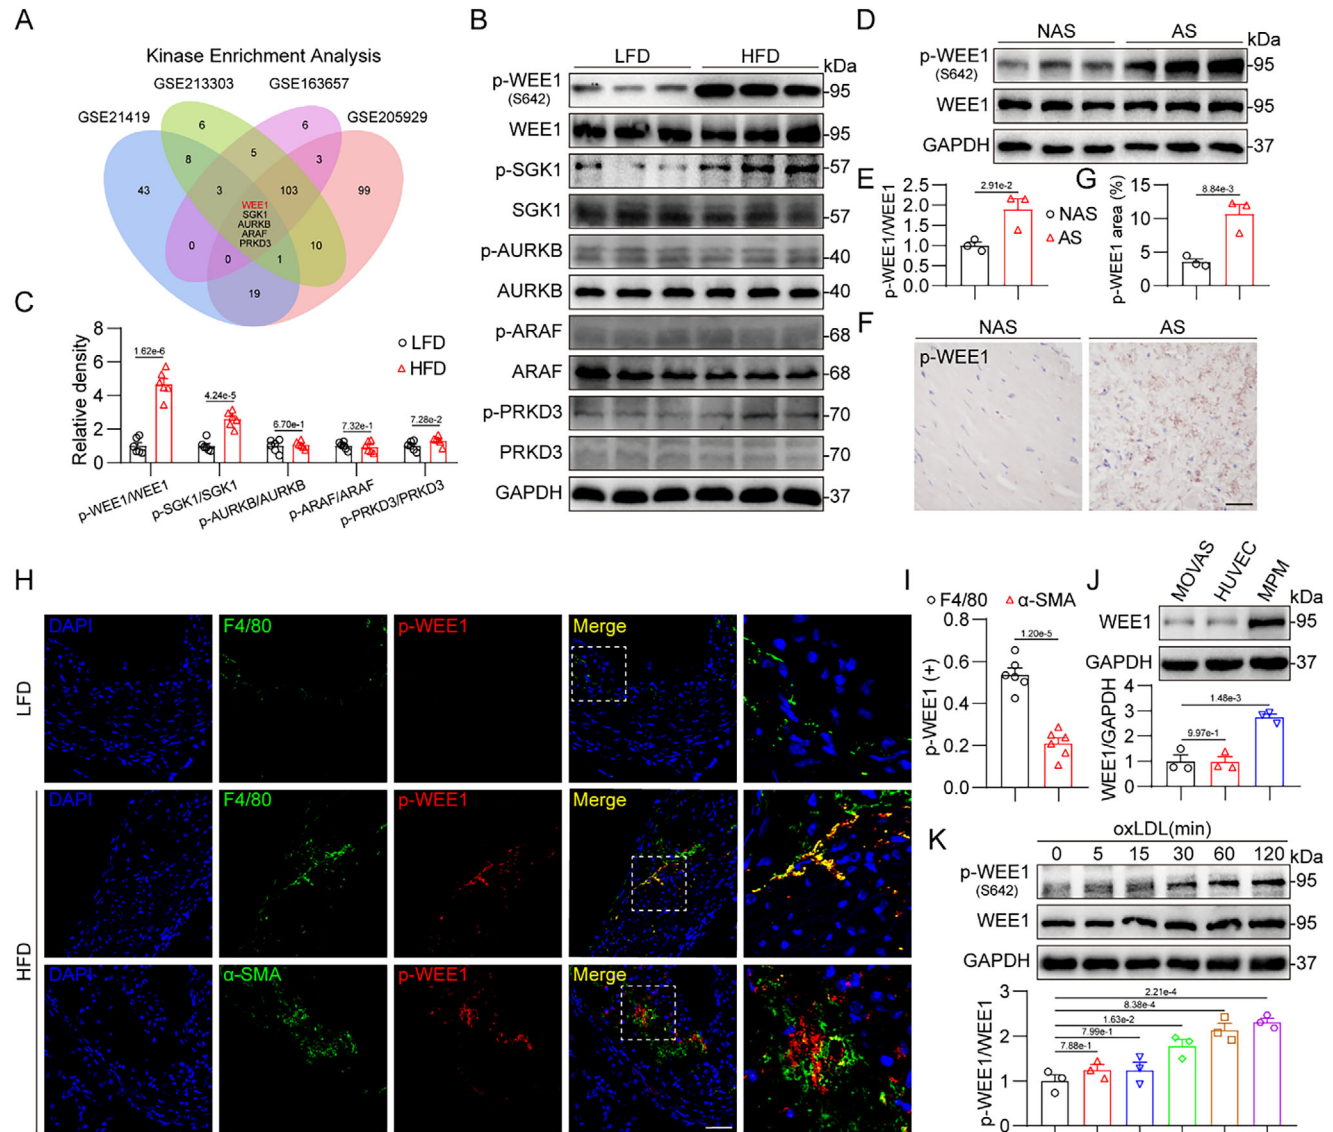 A
Kinase Enrichment Analysis
GSE213303 GSE163657
GSE21419 GSE205929
6 6
8 5 3
43 3 103 99
WEE1
SGK1
AURKB
ARAF
PRKD3
0 10
0 1
19
B
LFD HFD kDa
p-WEE1 (S642) -95
WEE1 -95
p-SGK1 -57
SGK1 -57
p-AURKB -40
AURKB -40
p-ARAF -68
ARAF -68
p-PRKD3 -70
PRKD3 -70
GAPDH -37
C
Relative density
8
6
4
2
0
LFD
HFD
1.62e-6
4.24e-5
6.70e-1
7.32e-1
7.28e-2
p-WEE1/WEE1
p-SGK1/SGK1
p-AURKB/AURKB
p-ARAF/ARAF
p-PRKD3/PRKD3
D
NAS AS kDa
p-WEE1 (S642) -95
WEE1 -95
GAPDH -37
E
p-WEE1/WEE1
2.5
2.0
1.5
1.0
0.5
0.0
2.91e-2
NAS
AS
G
p-WEE1 area (%)
15
10
5
0
8.84e-3
F
NAS AS
p-WEE1
H
LFD
DAPI F4/80 p-WEE1 Merge
HFD
DAPI F4/80 p-WEE1 Merge
DAPI α-SMA p-WEE1 Merge
I
F4/80 α-SMA
p-WEE1 (+)
0.8
0.6
0.4
0.2
0.0
1.20e-5
J
MOVAS HUVEC MPM kDa
WEE1 -95
GAPDH -37
WEE1/GAPDH
4
3
2
1
0
1.48e-3
9.97e-1
K
oxLDL(min)
0 5 15 30 60 120 kDa
p-WEE1 (S642) -95
WEE1 -95
GAPDH -37
p-WEE1/WEE1
3
2
1
0
2.21e-4
8.38e-4
1.63e-2
7.99e-1
7.88e-1